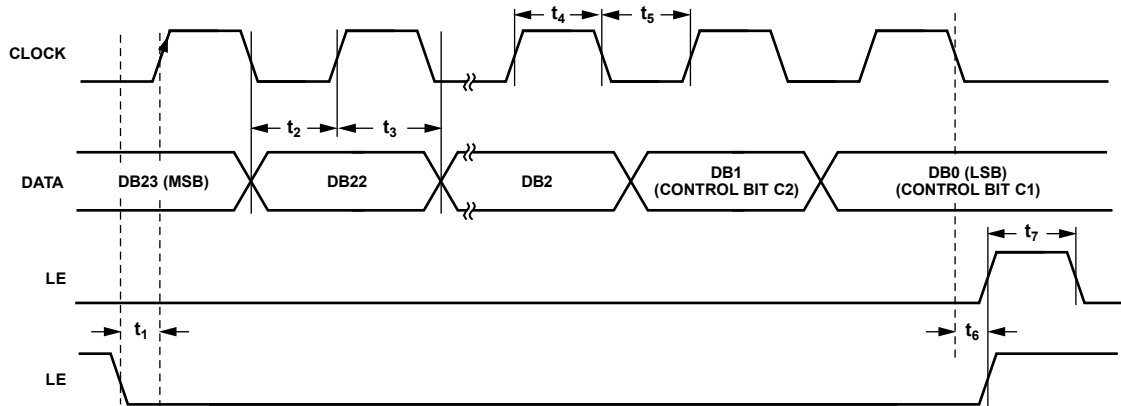 t4 t5
CLOCK
t2 t3
DATA DB23 (MSB) DB22 DB2 DB1 DB0 (LSB)
(CONTROL BIT C2) (CONTROL BIT C1)
t7
LE
t1 t6
LE